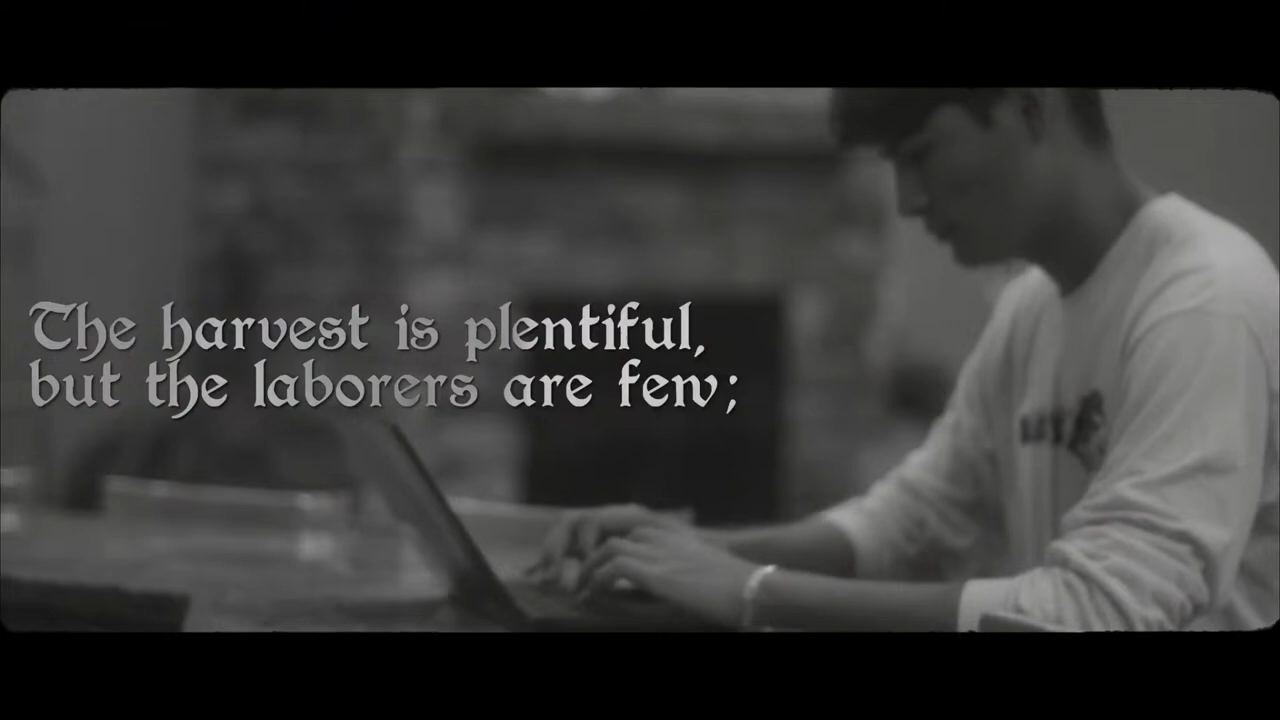 The harvest is plentiful,
but the laborers are few;